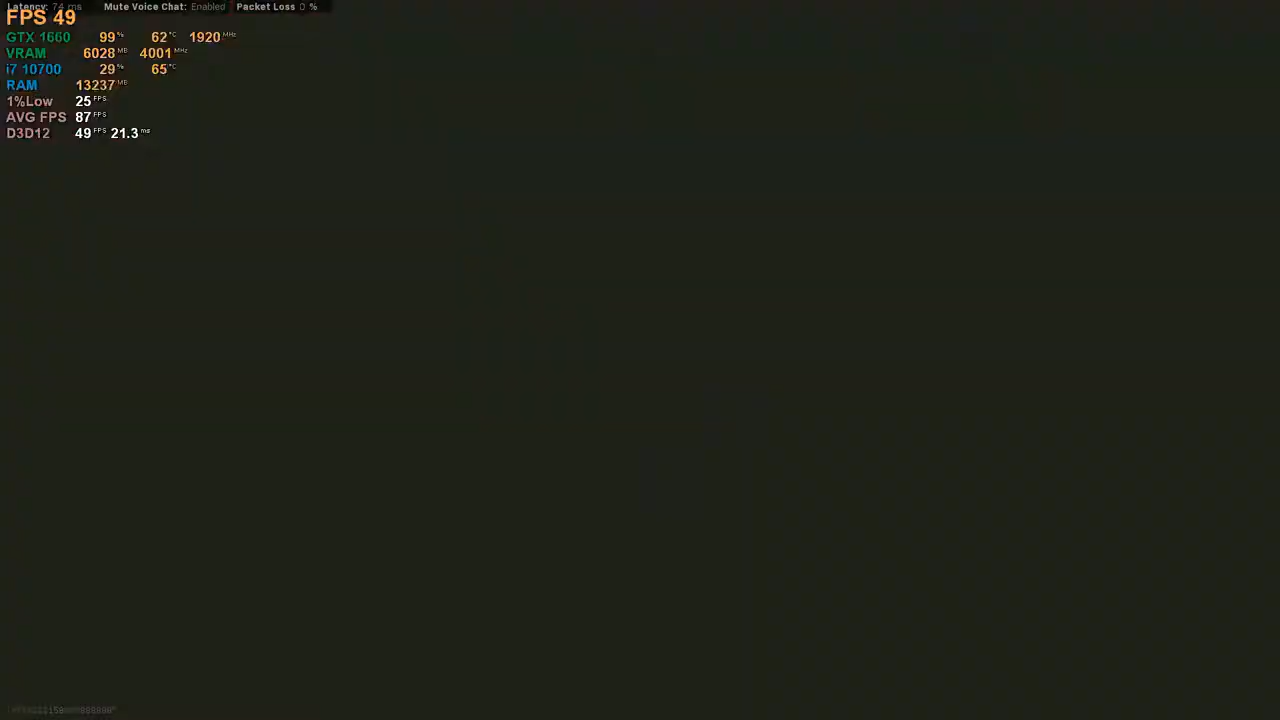 Latency: 74 ms Mute Voice Chat: Enabled Packet Loss 0 %
FPS 49
GTX 1660 99 % 62 °C 1920 MHz
VRAM 6028 MB 4001 MHz
i7 10700 29 % 65 °C
RAM 13237 MB
1%Low 25 FPS
AVG FPS 87 FPS
D3D12 49 FPS 21.3 ms